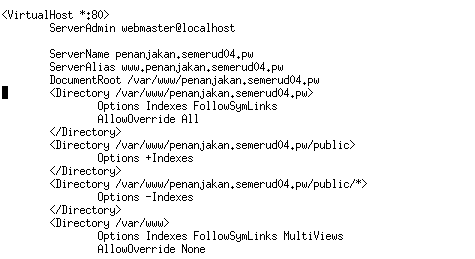 <VirtualHost *:80>
ServerAdmin webmaster@localhost
ServerName penanjakan.semerud04.pw
ServerAlias www.penanjakan.semerud04.pw
DocumentRoot /var/www/penanjakan.semerud04.pw
<Directory /var/www/penanjakan.semerud04.pw>
Options Indexes FollowSymLinks
AllowOverride All
</Directory>
<Directory /var/www/penanjakan.semerud04.pw/public>
Options +Indexes
</Directory>
<Directory /var/www/penanjakan.semerud04.pw/public/*>
Options -Indexes
</Directory>
<Directory /var/www>
Options Indexes FollowSymLinks MultiViews
AllowOverride None